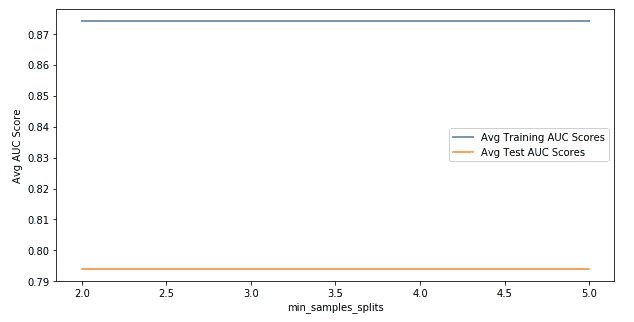 0.87
0.86
0.85
0.84
0.83
0.82
0.81
0.80
0.79
Avg AUC Score
Avg Training AUC Scores
Avg Test AUC Scores
2.0 2.5 3.0 3.5 4.0 4.5 5.0
min_samples_splits